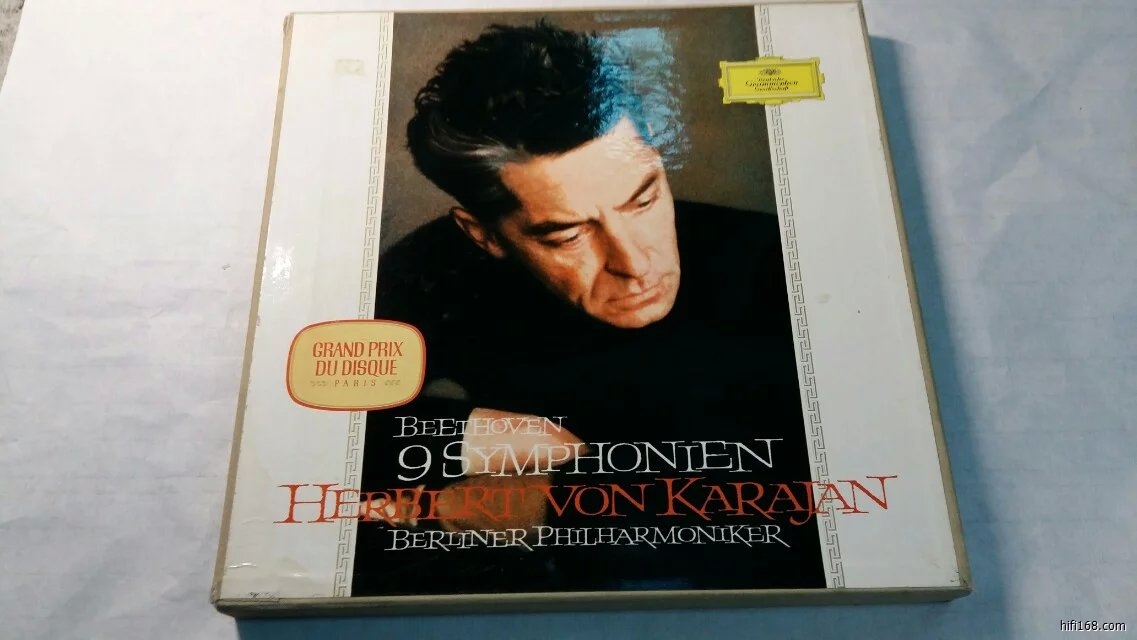 Deutsche
Grammophon
Gesellschaft
GRAND PRIX
DU DISQUE
PARIS
BEETHOVEN
9 SYMPHONIEN
HERBERT VON KARAJAN
BERLINER PHILHARMONIKER
hifi168.com